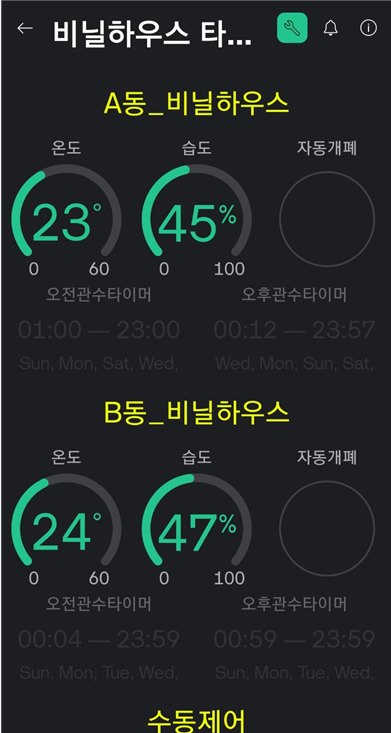 비닐하우스 타...
A동_비닐하우스
온도 습도 자동개폐
23° 45%
0 60 0 100
오전관수타이머 오후관수타이머
01:00 — 23:00 00:12 — 23:57
Sun, Mon, Sat, Wed, Wed, Mon, Sun, Sat,
B동_비닐하우스
온도 습도 자동개폐
24° 47%
0 60 0 100
오전관수타이머 오후관수타이머
00:04 — 23:59 00:59 — 23:59
Sun, Mon, Tue, Wed, Sun, Mon, Tue, Wed,
수동제어